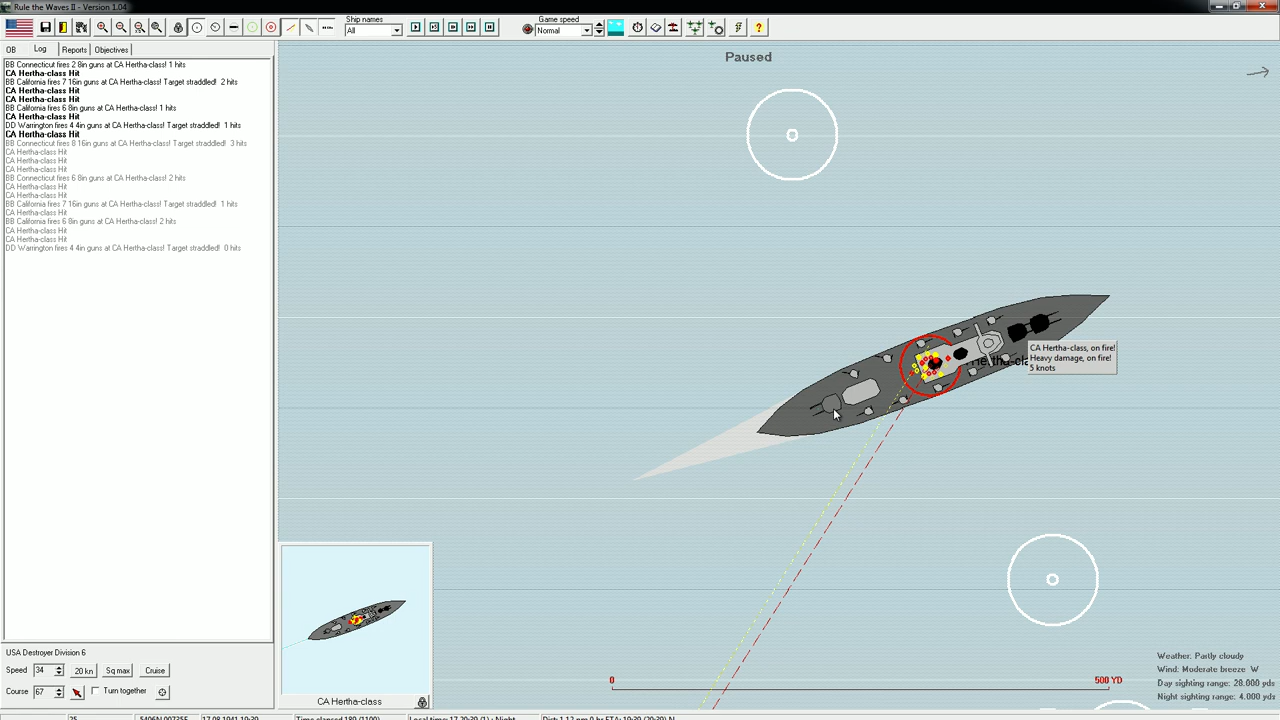 Rule the Waves II - Version 1.04
Ship names
All
Game speed
Normal
OB Log Reports Objectives
BB Connecticut fires 2 8in guns at CA Hertha-class! 1 hits
CA Hertha-class Hit
BB California fires 7 16in guns at CA Hertha-class! Target straddled! 2 hits
CA Hertha-class Hit
CA Hertha-class Hit
BB California fires 6 8in guns at CA Hertha-class! 1 hits
CA Hertha-class Hit
DD Warrington fires 4 4in guns at CA Hertha-class! Target straddled! 1 hits
CA Hertha-class Hit
BB Connecticut fires 8 16in guns at CA Hertha-class! Target straddled! 3 hits
CA Hertha-class Hit
CA Hertha-class Hit
CA Hertha-class Hit
BB Connecticut fires 6 8in guns at CA Hertha-class! 2 hits
CA Hertha-class Hit
CA Hertha-class Hit
BB California fires 7 16in guns at CA Hertha-class! Target straddled! 1 hits
CA Hertha-class Hit
BB California fires 6 8in guns at CA Hertha-class! 2 hits
CA Hertha-class Hit
CA Hertha-class Hit
DD Warrington fires 4 4in guns at CA Hertha-class! Target straddled! 0 hits
Paused
CA Hertha-class, on fire!
Heavy damage, on fire!
5 knots
USA Destroyer Division 6
Speed 34 20 kn Sq max Cruise
Course 67 Turn together
CA Hertha-class
0 500 YD
Weather: Partly cloudy
Wind: Moderate breeze W
Day sighting range: 28.000 yds
Night sighting range: 4.000 yds